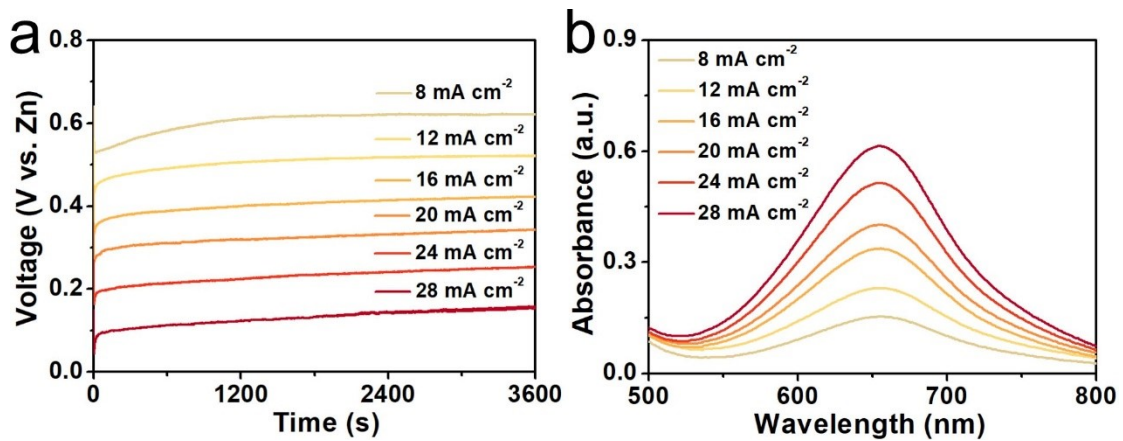 a
0.8
0.6
0.4
0.2
0.0
Voltage (V vs. Zn)
8 mA cm⁻²
12 mA cm⁻²
16 mA cm⁻²
20 mA cm⁻²
24 mA cm⁻²
28 mA cm⁻²
0 1200 2400 3600
Time (s)
b
0.9
0.6
0.3
0.0
Absorbance (a.u.)
8 mA cm⁻²
12 mA cm⁻²
16 mA cm⁻²
20 mA cm⁻²
24 mA cm⁻²
28 mA cm⁻²
500 600 700 800
Wavelength (nm)